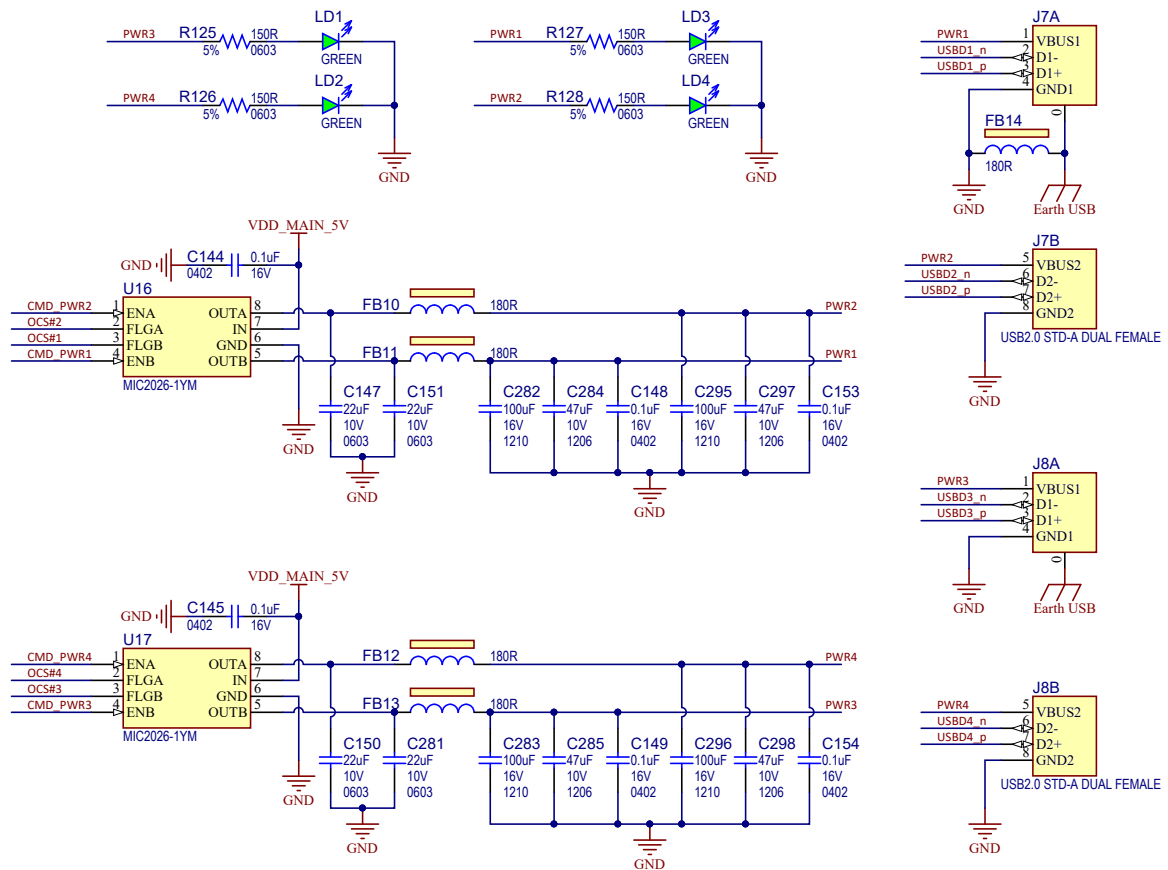 LD1
PWR3
R125
150R
5%
0603
GREEN
LD2
PWR4
R126
150R
5%
0603
GREEN
GND
LD3
PWR1
R127
150R
5%
0603
GREEN
LD4
PWR2
R128
150R
5%
0603
GREEN
GND
J7A
PWR1
1
VBUS1
USBD1_n
2
D1-
USBD1_p
3
D1+
4
GND1
0
FB14
180R
GND
Earth USB
VDD_MAIN_5V
GND
C144
0.1uF
0402
16V
U16
CMD_PWR2
1
ENA
OUTA
8
OCS#2
2
FLGA
IN
7
OCS#1
3
FLGB
GND
6
CMD_PWR1
4
ENB
OUTB
5
MIC2026-1YM
GND
FB10
180R
PWR2
FB11
180R
PWR1
C147
22uF
10V
0603
C151
22uF
10V
0603
GND
C282
100uF
16V
1210
C284
47uF
10V
1206
C148
0.1uF
16V
0402
C295
100uF
16V
1210
C297
47uF
10V
1206
C153
0.1uF
16V
0402
GND
J7B
PWR2
5
VBUS2
USBD2_n
6
D2-
USBD2_p
7
D2+
8
GND2
USB2.0 STD-A DUAL FEMALE
GND
J8A
PWR3
1
VBUS1
USBD3_n
2
D1-
USBD3_p
3
D1+
4
GND1
0
GND
Earth USB
VDD_MAIN_5V
GND
C145
0.1uF
0402
16V
U17
CMD_PWR4
1
ENA
OUTA
8
OCS#4
2
FLGA
IN
7
OCS#3
3
FLGB
GND
6
CMD_PWR3
4
ENB
OUTB
5
MIC2026-1YM
GND
FB12
180R
PWR4
FB13
180R
PWR3
C150
22uF
10V
0603
C281
22uF
10V
0603
GND
C283
100uF
16V
1210
C285
47uF
10V
1206
C149
0.1uF
16V
0402
C296
100uF
16V
1210
C298
47uF
10V
1206
C154
0.1uF
16V
0402
GND
J8B
PWR4
5
VBUS2
USBD4_n
6
D2-
USBD4_p
7
D2+
8
GND2
USB2.0 STD-A DUAL FEMALE
GND